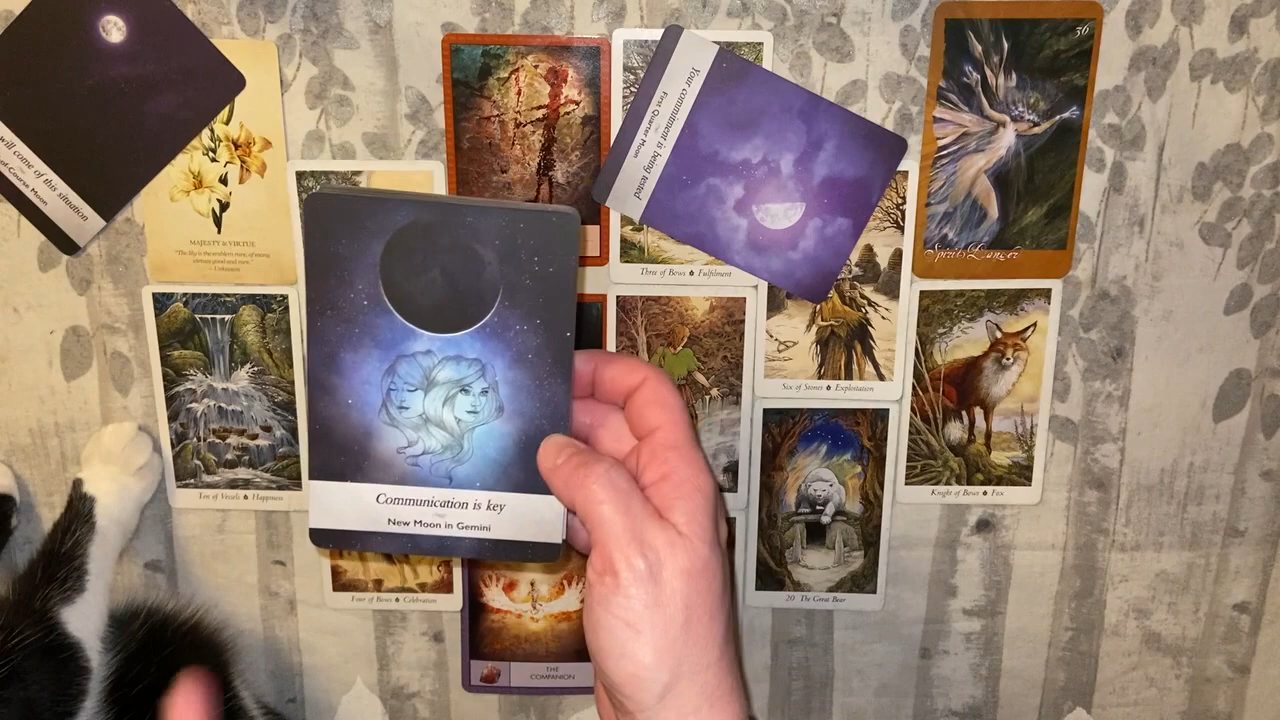 will come of this situation
Course Moon
MAJESTY & VIRTUE
Your commitment is being tested
First Quarter Moon
Three of Bows Fulfilment
36
Spirit Dancer
Communication is key
New Moon in Gemini
Ten of Vessels Happiness
Six of Stones Exploitation
Knight of Bows Fox
Four of Bows Celebration
20 The Great Bear
THE
COMPANION